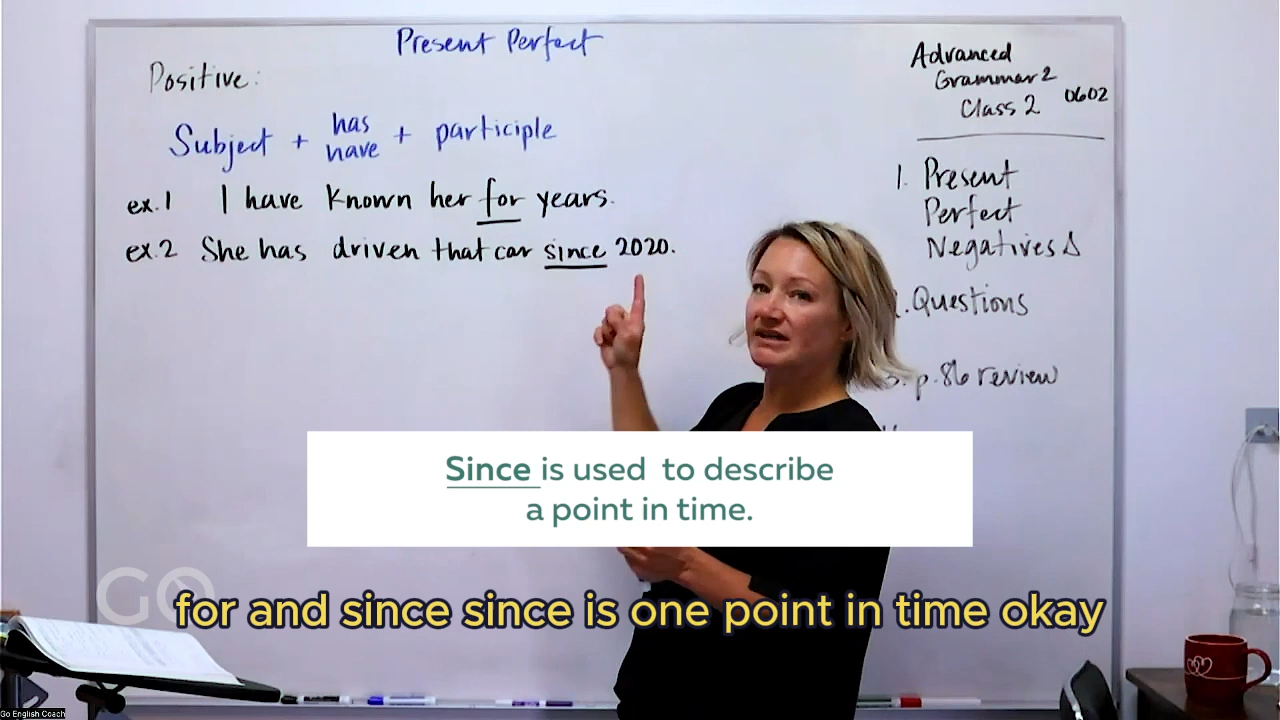 Present Perfect
Positive:
Subject + has have + participle
ex.1 I have known her for years.
ex.2 She has driven that car since 2020.
Advanced
Grammar 2
Class 2 0602
1. Present
Perfect
Negatives Δ
. Questions
3. p.86 review
Since is used to describe
a point in time.
GO
for and since since is one point in time okay
Go English Coach